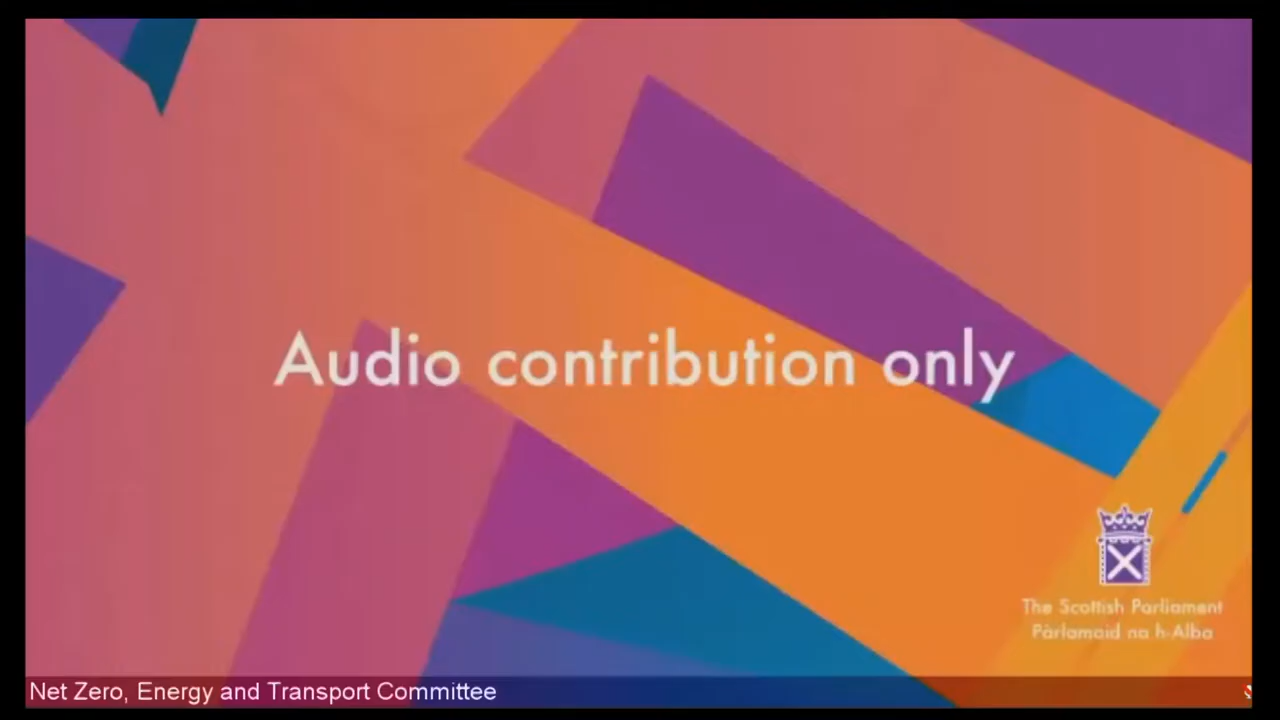 Audio contribution only
The Scottish Parliament
Pàrlamaid na h-Alba
Net Zero, Energy and Transport Committee